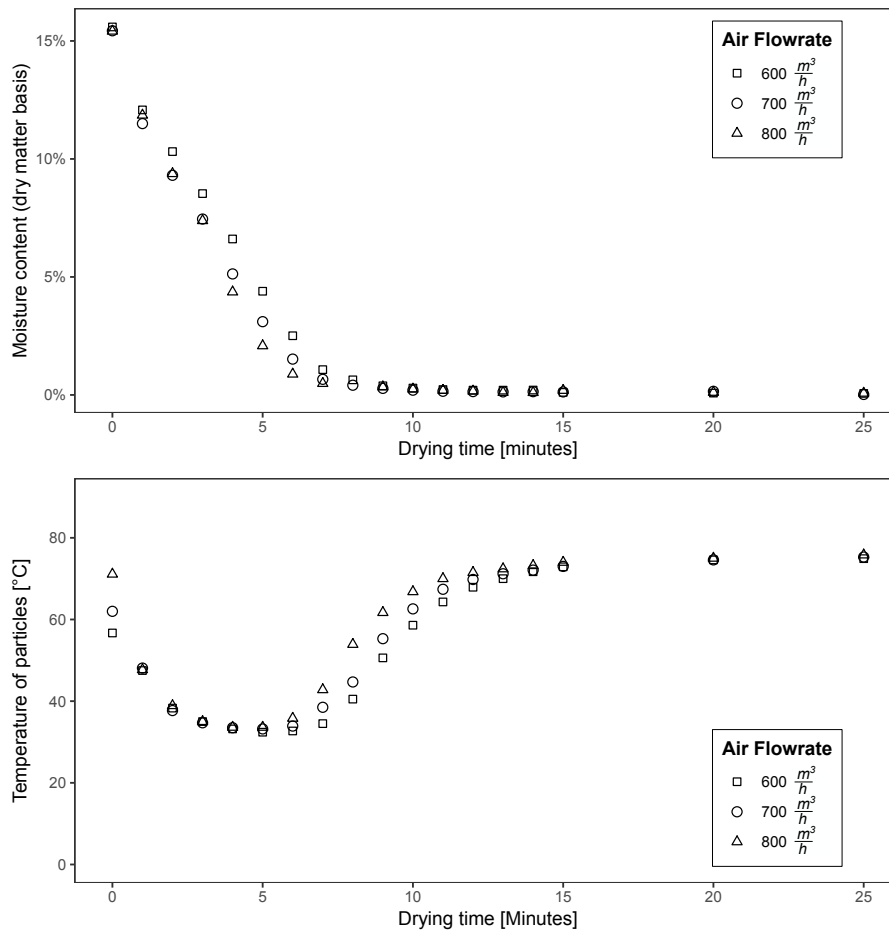 Moisture content (dry matter basis)
15%
10%
5%
0%
Air Flowrate
600 m³/h
700 m³/h
800 m³/h
0 5 10 15 20 25
Drying time [minutes]
Temperature of particles [°C]
80
60
40
20
0
Air Flowrate
600 m³/h
700 m³/h
800 m³/h
0 5 10 15 20 25
Drying time [Minutes]